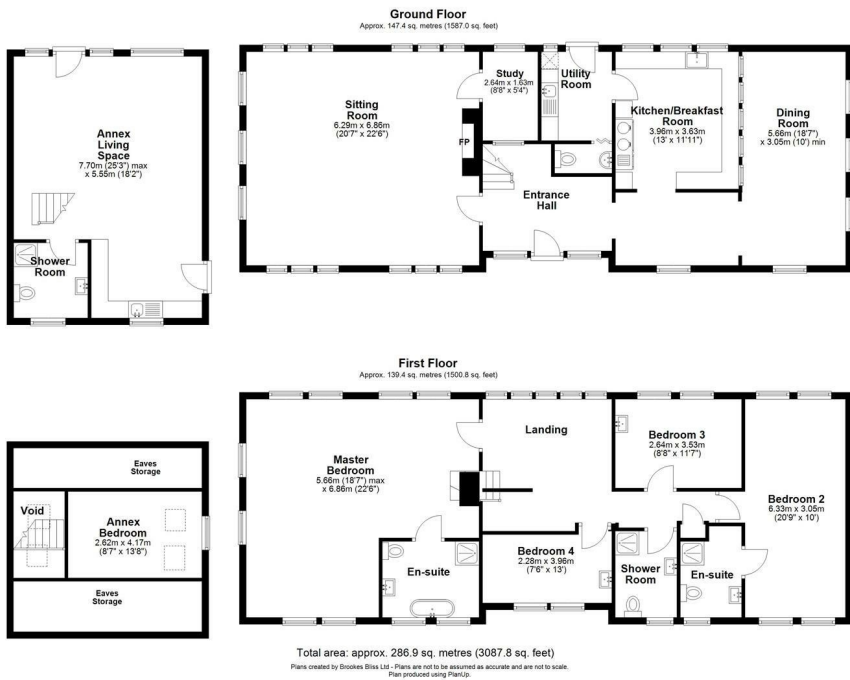 Ground Floor
Approx. 147.4 sq. metres (1587.0 sq. feet)
Annex
Living
Space
7.70m (25'3") max
x 5.55m (18'2")
Shower
Room
Sitting
Room
6.29m x 6.86m
(20'7" x 22'6")
FP
Study
2.64m x 1.63m
(8'8" x 5'4")
Utility
Room
Kitchen/Breakfast
Room
3.96m x 3.63m
(13' x 11'11")
Dining
Room
5.66m (18'7")
x 3.05m (10') min
Entrance
Hall
First Floor
Approx. 139.4 sq. metres (1500.8 sq. feet)
Eaves
Storage
Void
Annex
Bedroom
2.62m x 4.17m
(8'7" x 13'8")
Eaves
Storage
Master
Bedroom
5.66m (18'7") max
x 6.86m (22'6")
En-suite
Landing
Bedroom 3
2.64m x 3.53m
(8'8" x 11'7")
Bedroom 2
6.33m x 3.05m
(20'9" x 10')
Bedroom 4
2.28m x 3.96m
(7'6" x 13')
Shower
Room
En-suite
Total area: approx. 286.9 sq. metres (3087.8 sq. feet)
Plans created by Brookes Bliss Ltd - Plans are not to be assumed as accurate and are not to scale.
Plan produced using PlanUp.